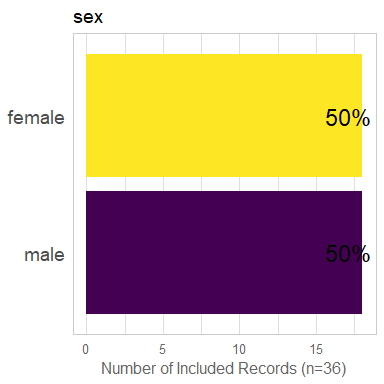 sex
female
50%
male
50%
0 5 10 15
Number of Included Records (n=36)